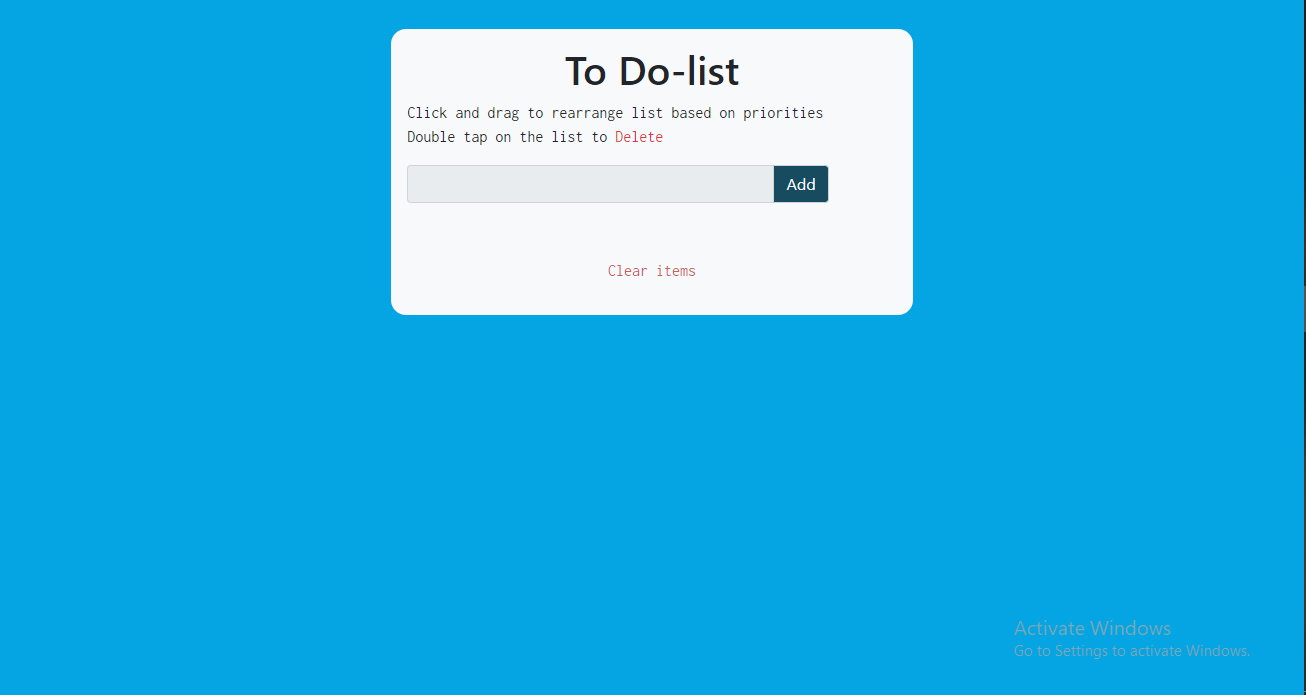 To Do-list
Click and drag to rearrange list based on priorities
Double tap on the list to Delete
Add
Clear items
Activate Windows
Go to Settings to activate Windows.